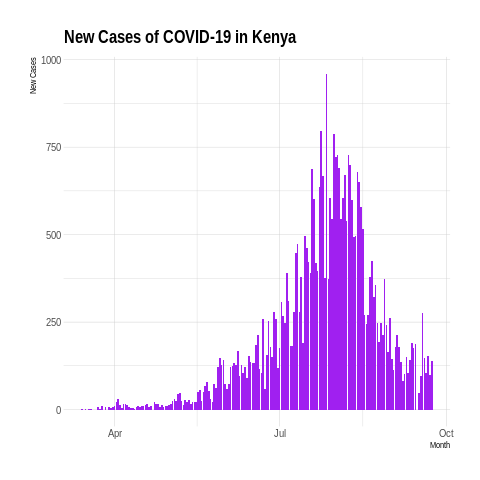 New Cases of COVID-19 in Kenya
New Cases
1000
750
500
250
0
Apr
Jul
Oct
Month